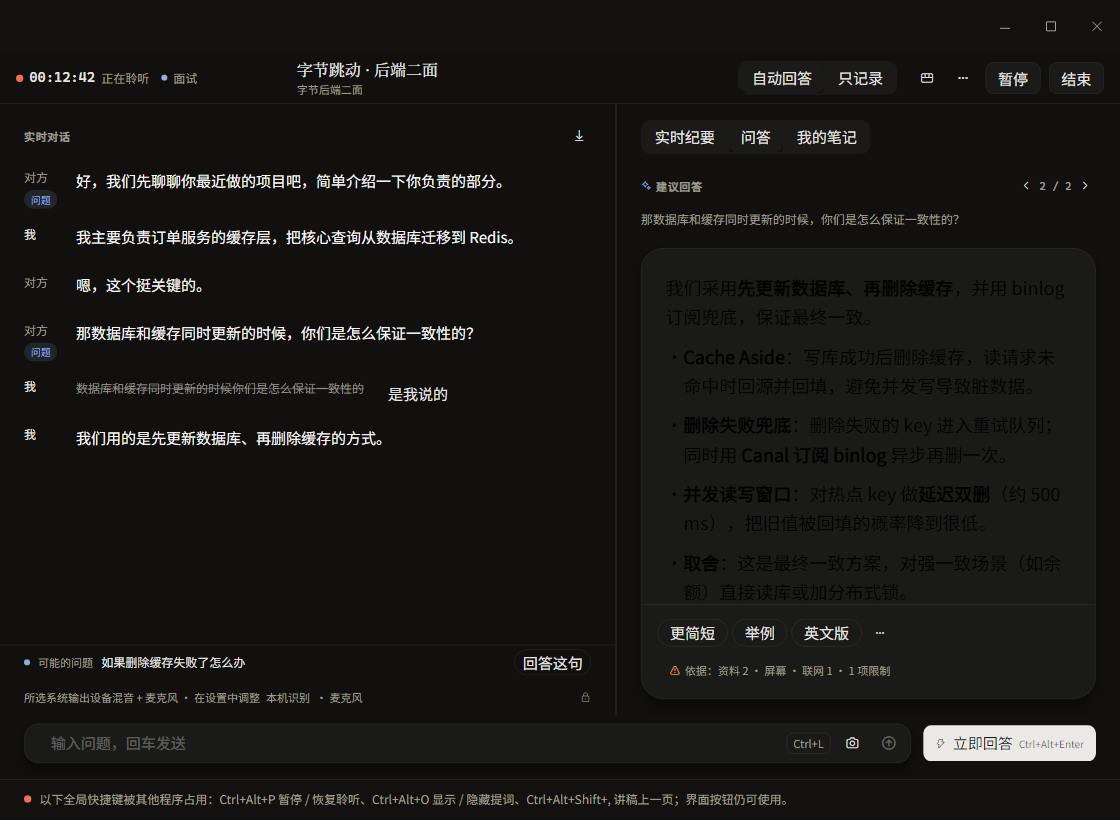 00:12:42 正在聆听 面试
字节跳动 · 后端二面
字节后端二面
自动回答 只记录 ··· 暂停 结束
实时对话
对方
问题
好，我们先聊聊你最近做的项目吧，简单介绍一下你负责的部分。
我
我主要负责订单服务的缓存层，把核心查询从数据库迁移到 Redis。
对方
嗯，这个挺关键的。
对方
问题
那数据库和缓存同时更新的时候，你们是怎么保证一致性的？
我
数据库和缓存同时更新的时候你们是怎么保证一致性的
是我说的
我
我们用的是先更新数据库、再删除缓存的方式。
可能的问题 如果删除缓存失败了怎么办
回答这句
所选系统输出设备混音 + 麦克风 · 在设置中调整 本机识别 · 麦克风
实时纪要 问答 我的笔记
建议回答
2 / 2
那数据库和缓存同时更新的时候，你们是怎么保证一致性的？
我们采用先更新数据库、再删除缓存，并用 binlog
订阅兜底，保证最终一致。
· Cache Aside：写库成功后删除缓存，读请求未
命中时回源并回填，避免并发写导致脏数据。
· 删除失败兜底：删除失败的 key 进入重试队列；
同时用 Canal 订阅 binlog 异步再删一次。
· 并发读写窗口：对热点 key 做延迟双删（约 500
ms），把旧值被回填的概率降到很低。
· 取舍：这是最终一致方案，对强一致场景（如余
额）直接读库或加分布式锁。
更简短 举例 英文版 ···
依据：资料 2 · 屏幕 · 联网 1 · 1 项限制
输入问题，回车发送
Ctrl+L
立即回答 Ctrl+Alt+Enter
以下全局快捷键被其他程序占用：Ctrl+Alt+P 暂停 / 恢复聆听、Ctrl+Alt+O 显示 / 隐藏提词、Ctrl+Alt+Shift+, 讲稿上一页；界面按钮仍可使用。